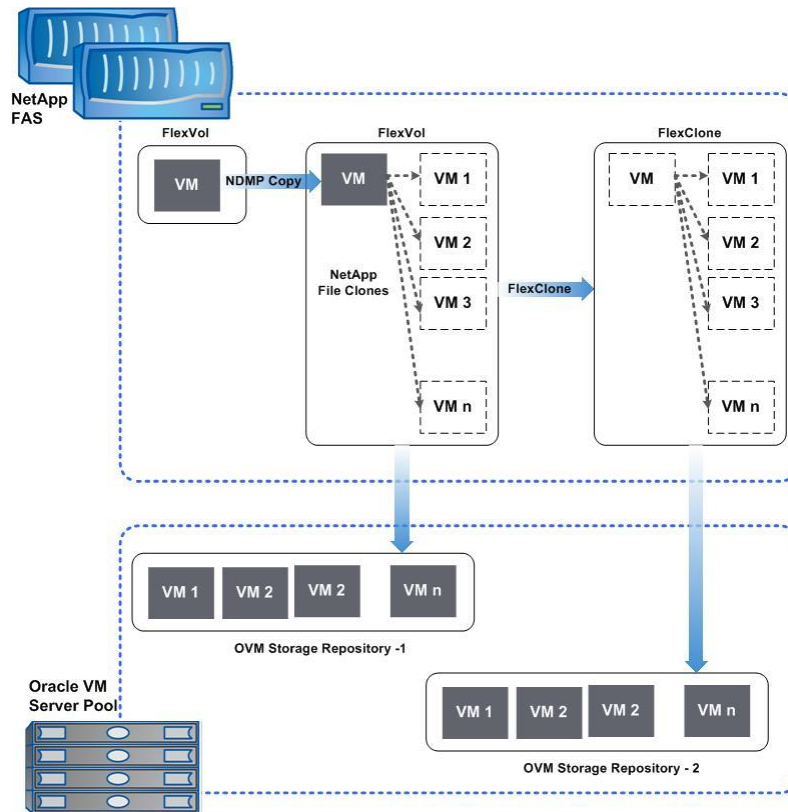 NetApp
FAS
FlexVol
FlexVol
FlexClone
VM
NDMP Copy
VM
VM 1
VM 2
VM 3
VM n
NetApp
File Clones
FlexClone
VM
VM 1
VM 2
VM 3
VM n
VM 1
VM 2
VM 2
VM n
OVM Storage Repository -1
Oracle VM
Server Pool
VM 1
VM 2
VM 2
VM n
OVM Storage Repository - 2